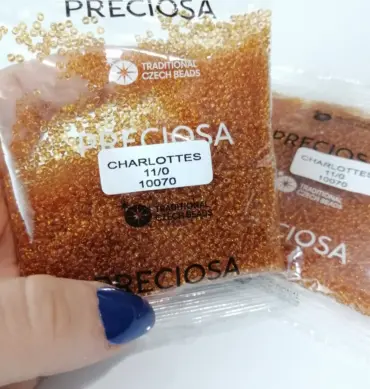 PRECIOSA
TRADITIONAL
CZECH BEADS
PRECIOSA
CHARLOTTES
11/0
10070
TRADITIONAL
CZECH BEADS
PRECIOSA
PRECIOSA
CHARLOTTES
11/0
10070
TRADITIONAL
CZECH BEADS
PRECIOSA